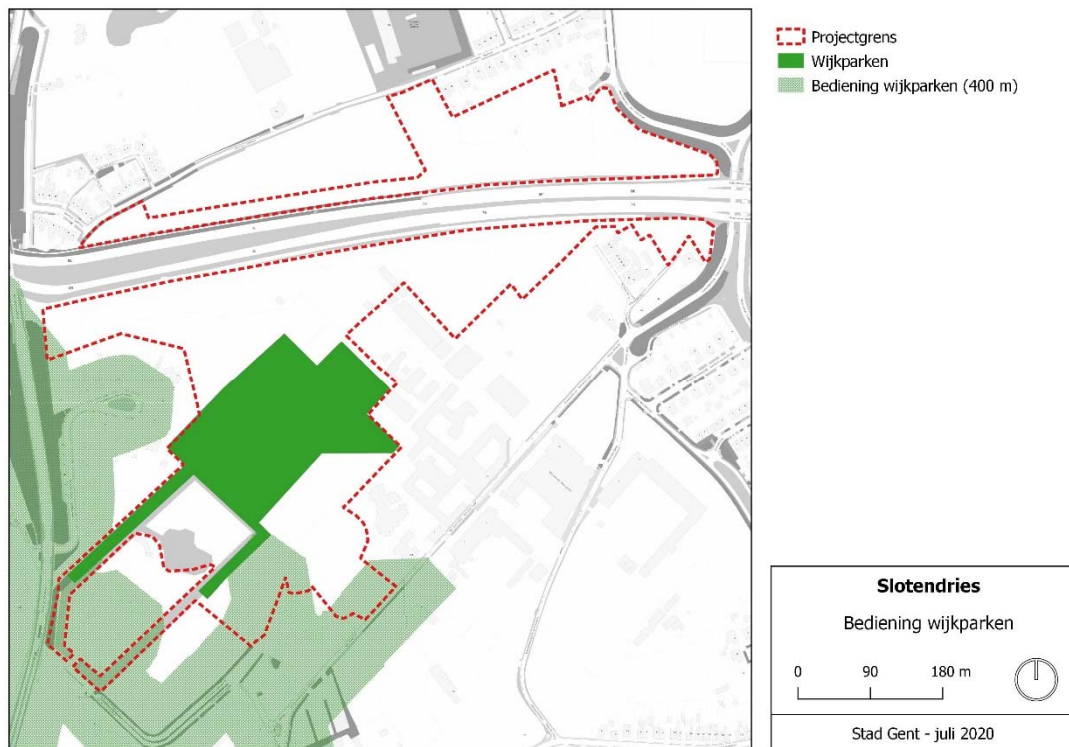 Projectgrens
Wijkparken
Bediening wijkparken (400 m)
Slotendries
Bediening wijkparken
0 90 180 m
Stad Gent - juli 2020